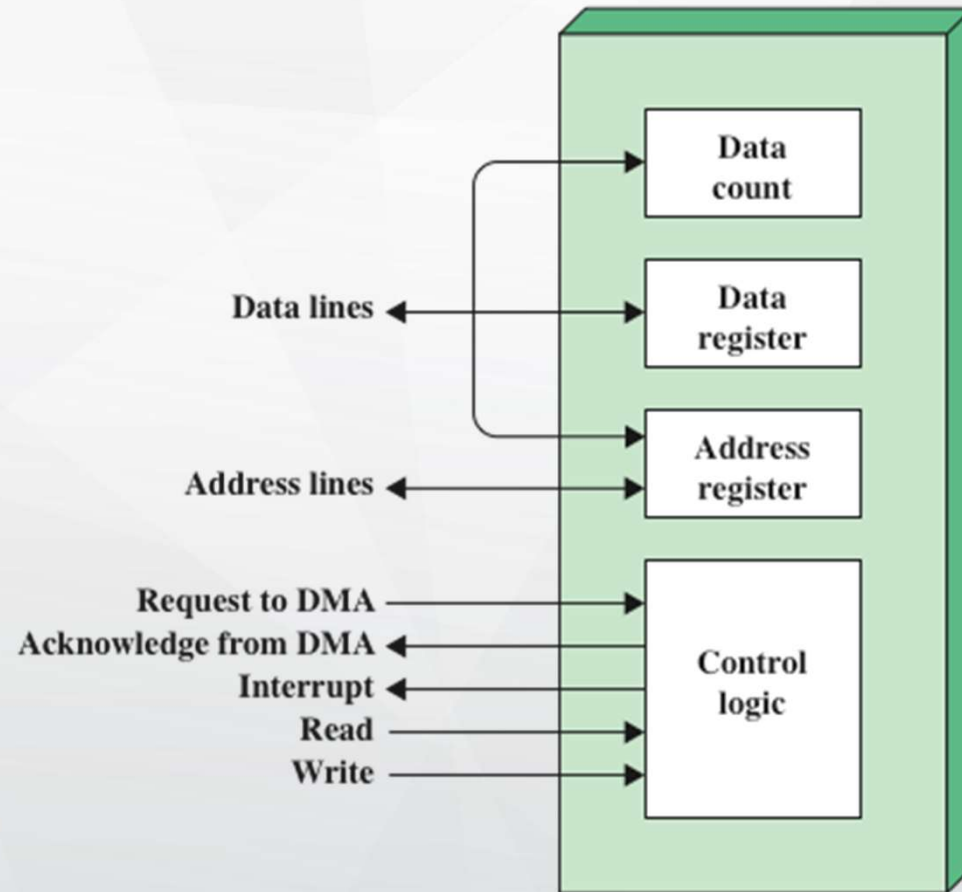 Data
count
Data lines
Data
register
Address lines
Address
register
Request to DMA
Acknowledge from DMA
Interrupt
Read
Write
Control
logic